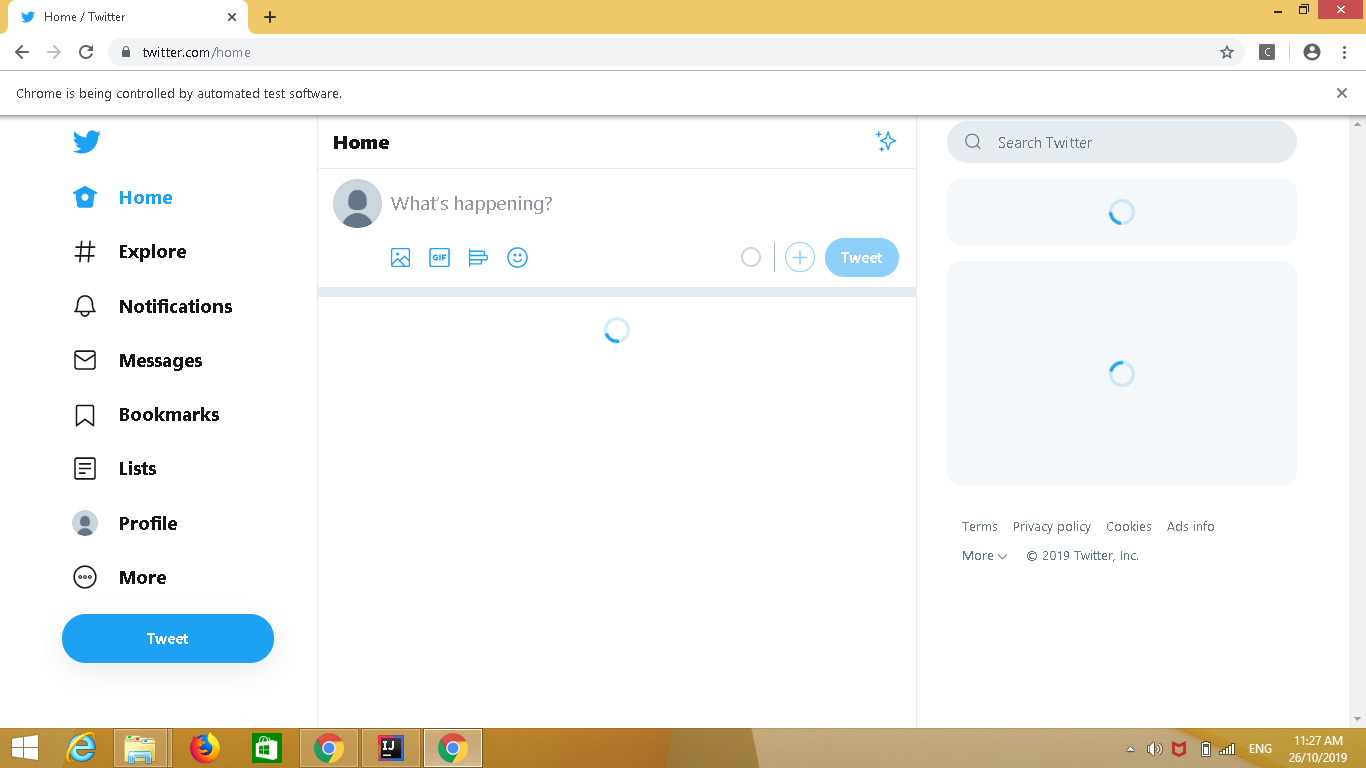 Home / Twitter
twitter.com/home
C
Chrome is being controlled by automated test software.
Home
Explore
Notifications
Messages
Bookmarks
Lists
Profile
More
Tweet
Home
What's happening?
GIF
Tweet
Search Twitter
Terms Privacy policy Cookies Ads info
More © 2019 Twitter, Inc.
IJ
ENG
11:27 AM
26/10/2019